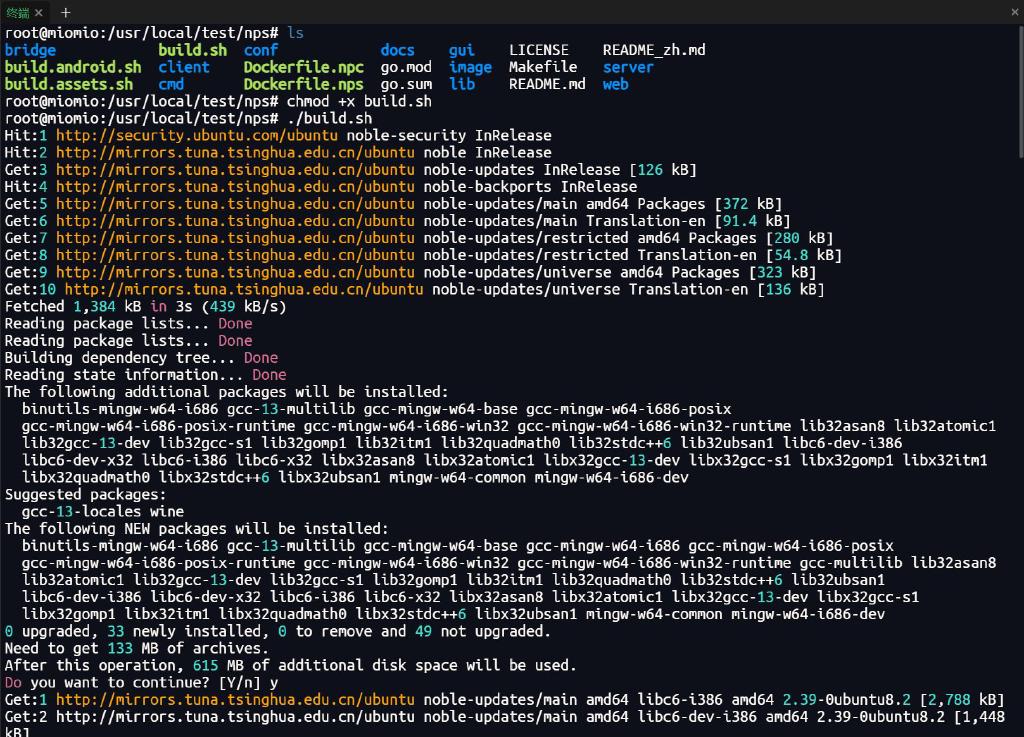 终端 × +
root@miomio:/usr/local/test/nps# ls
bridge build.sh conf docs gui LICENSE README_zh.md
build.android.sh client Dockerfile.npc go.mod image Makefile server
build.assets.sh cmd Dockerfile.nps go.sum lib README.md web
root@miomio:/usr/local/test/nps# chmod +x build.sh
root@miomio:/usr/local/test/nps# ./build.sh
Hit:1 http://security.ubuntu.com/ubuntu noble-security InRelease
Hit:2 http://mirrors.tuna.tsinghua.edu.cn/ubuntu noble InRelease
Get:3 http://mirrors.tuna.tsinghua.edu.cn/ubuntu noble-updates InRelease [126 kB]
Hit:4 http://mirrors.tuna.tsinghua.edu.cn/ubuntu noble-backports InRelease
Get:5 http://mirrors.tuna.tsinghua.edu.cn/ubuntu noble-updates/main amd64 Packages [372 kB]
Get:6 http://mirrors.tuna.tsinghua.edu.cn/ubuntu noble-updates/main Translation-en [91.4 kB]
Get:7 http://mirrors.tuna.tsinghua.edu.cn/ubuntu noble-updates/restricted amd64 Packages [280 kB]
Get:8 http://mirrors.tuna.tsinghua.edu.cn/ubuntu noble-updates/restricted Translation-en [54.8 kB]
Get:9 http://mirrors.tuna.tsinghua.edu.cn/ubuntu noble-updates/universe amd64 Packages [323 kB]
Get:10 http://mirrors.tuna.tsinghua.edu.cn/ubuntu noble-updates/universe Translation-en [136 kB]
Fetched 1,384 kB in 3s (439 kB/s)
Reading package lists... Done
Reading package lists... Done
Building dependency tree... Done
Reading state information... Done
The following additional packages will be installed:
binutils-mingw-w64-i686 gcc-13-multilib gcc-mingw-w64-base gcc-mingw-w64-i686-posix
gcc-mingw-w64-i686-posix-runtime gcc-mingw-w64-i686-win32 gcc-mingw-w64-i686-win32-runtime lib32asan8 lib32atomic1
lib32gcc-13-dev lib32gcc-s1 lib32gomp1 lib32itm1 lib32quadmath0 lib32stdc++6 lib32ubsan1 libc6-dev-i386
libc6-dev-x32 libc6-i386 libc6-x32 libx32asan8 libx32atomic1 libx32gcc-13-dev libx32gcc-s1 libx32gomp1 libx32itm1
libx32quadmath0 libx32stdc++6 libx32ubsan1 mingw-w64-common mingw-w64-i686-dev
Suggested packages:
gcc-13-locales wine
The following NEW packages will be installed:
binutils-mingw-w64-i686 gcc-13-multilib gcc-mingw-w64-base gcc-mingw-w64-i686 gcc-mingw-w64-i686-posix
gcc-mingw-w64-i686-posix-runtime gcc-mingw-w64-i686-win32 gcc-mingw-w64-i686-win32-runtime gcc-multilib lib32asan8
lib32atomic1 lib32gcc-13-dev lib32gcc-s1 lib32gomp1 lib32itm1 lib32quadmath0 lib32stdc++6 lib32ubsan1
libc6-dev-i386 libc6-dev-x32 libc6-i386 libc6-x32 libx32asan8 libx32atomic1 libx32gcc-13-dev libx32gcc-s1
libx32gomp1 libx32itm1 libx32quadmath0 libx32stdc++6 libx32ubsan1 mingw-w64-common mingw-w64-i686-dev
0 upgraded, 33 newly installed, 0 to remove and 49 not upgraded.
Need to get 133 MB of archives.
After this operation, 615 MB of additional disk space will be used.
Do you want to continue? [Y/n] y
Get:1 http://mirrors.tuna.tsinghua.edu.cn/ubuntu noble-updates/main amd64 libc6-i386 amd64 2.39-0ubuntu8.2 [2,788 kB]
Get:2 http://mirrors.tuna.tsinghua.edu.cn/ubuntu noble-updates/main amd64 libc6-dev-i386 amd64 2.39-0ubuntu8.2 [1,448
kB]